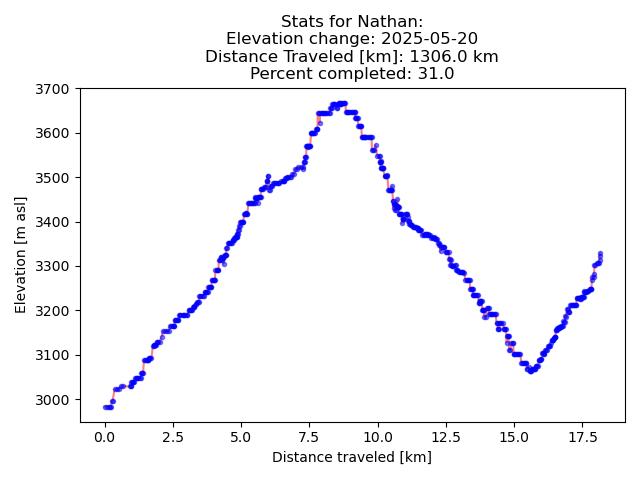 Stats for Nathan:
Elevation change: 2025-05-20
Distance Traveled [km]: 1306.0 km
Percent completed: 31.0
3700
3600
3500
3400
3300
3200
3100
3000
Elevation [m asl]
0.0 2.5 5.0 7.5 10.0 12.5 15.0 17.5
Distance traveled [km]